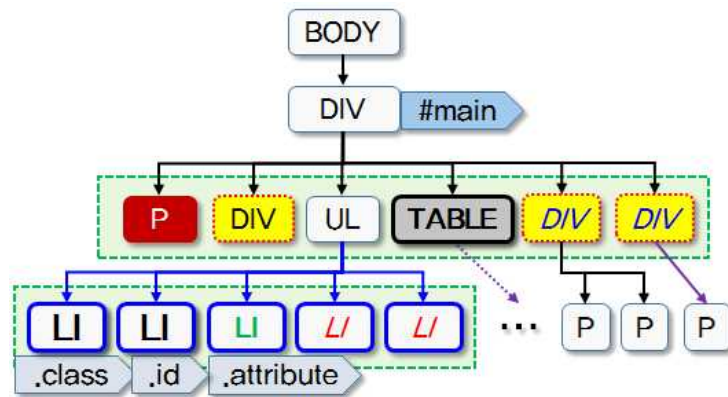 BODY
DIV #main
P DIV UL TABLE DIV DIV
LI LI LI LI LI ... P P P
.class .id .attribute